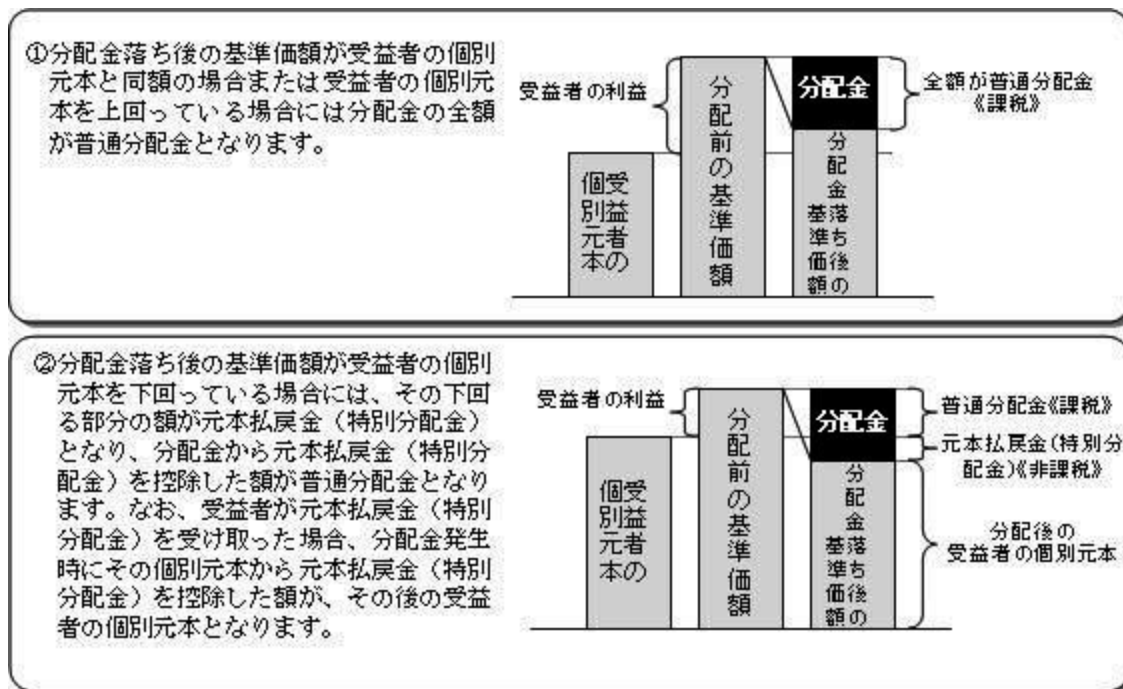 ①分配金落ち後の基準価額が受益者の個別
元本と同額の場合または受益者の個別元
本を上回っている場合には分配金の全額
が普通分配金となります。
受益者の利益
受益者の
個別元本
分配前の基準価額
分配金
分配金落ち後の
基準価額
全額が普通分配金
《課税》
②分配金落ち後の基準価額が受益者の個別
元本を下回っている場合には、その下回
る部分の額が元本払戻金（特別分配金）
となり、分配金から元本払戻金（特別分
配金）を控除した額が普通分配金となり
ます。なお、受益者が元本払戻金（特別
分配金）を受け取った場合、分配金発生
時にその個別元本から元本払戻金（特別
分配金）を控除した額が、その後の受益
者の個別元本となります。
受益者の利益
受益者の
個別元本
分配前の基準価額
分配金
分配金落ち後の
基準価額
普通分配金《課税》
元本払戻金(特別分
配金)《非課税》
分配後の
受益者の個別元本